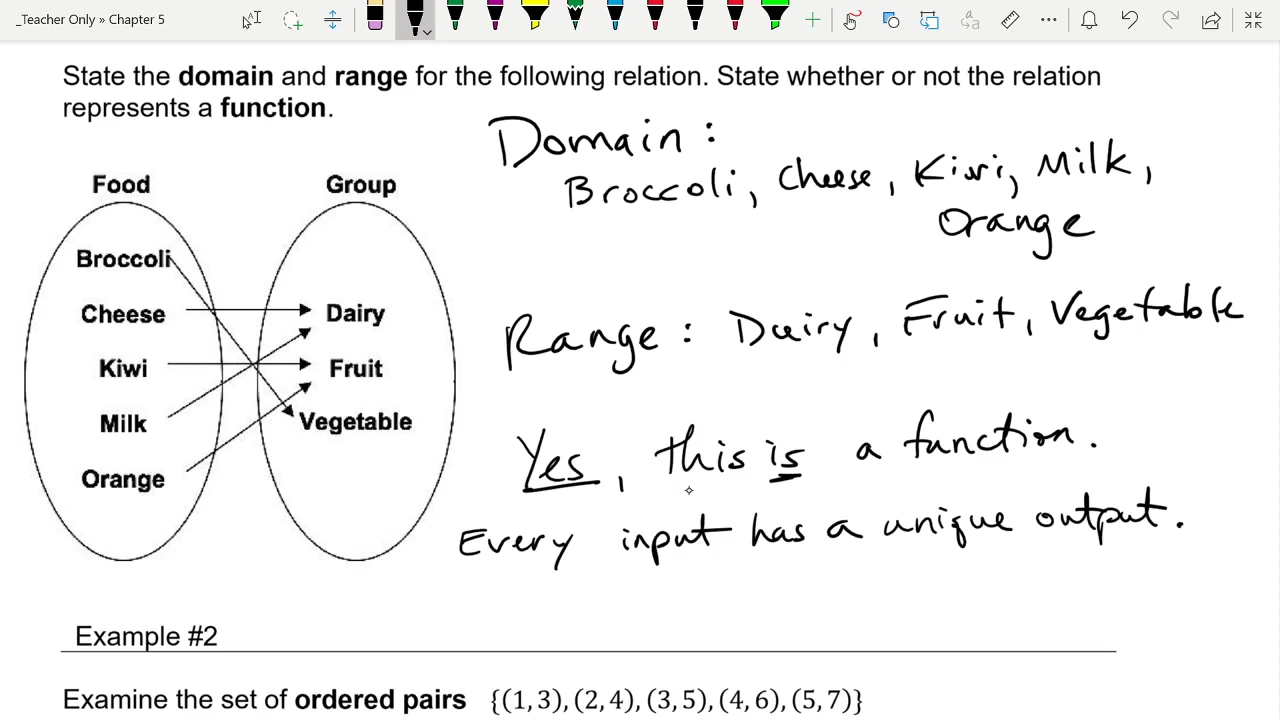 _Teacher Only » Chapter 5
State the domain and range for the following relation. State whether or not the relation
represents a function.
Domain:
Broccoli, Cheese, Kiwi, Milk,
Orange
Food
Group
Broccoli
Cheese
Kiwi
Milk
Orange
Dairy
Fruit
Vegetable
Range: Dairy, Fruit, Vegetable
Yes, this is a function.
Every input has a unique output.
Example #2
Examine the set of ordered pairs {(1,3),(2,4),(3,5),(4,6),(5,7)}